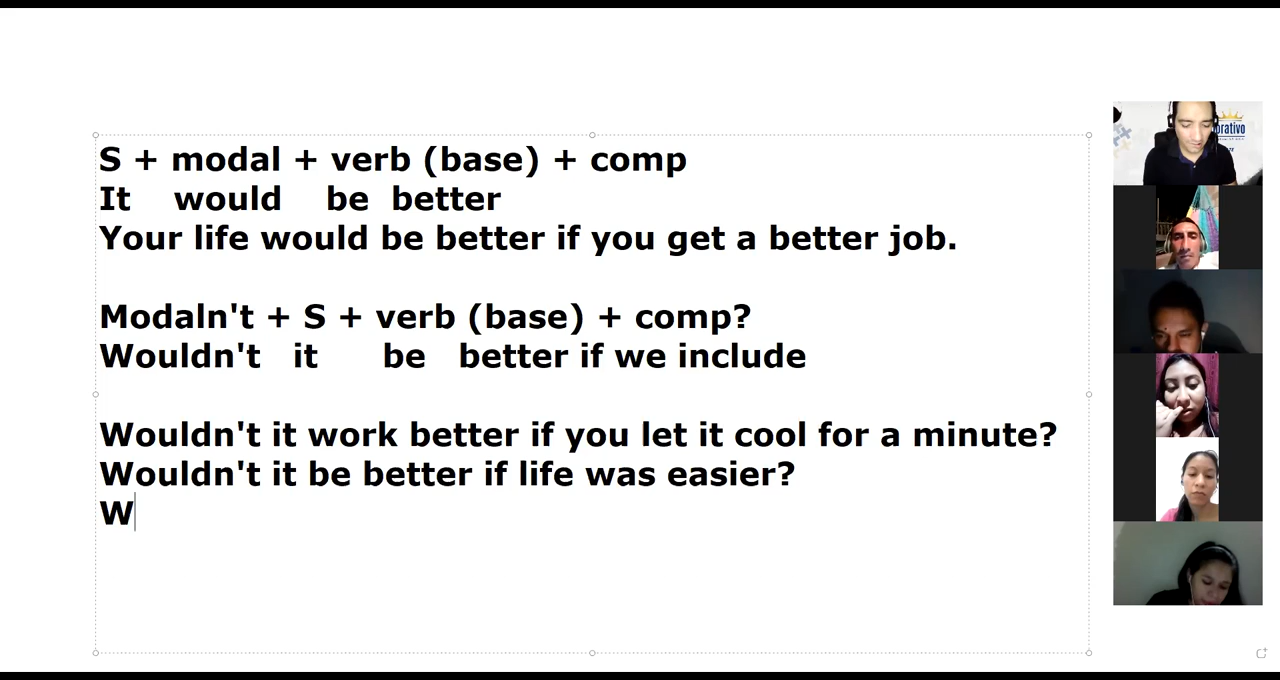 S + modal + verb (base) + comp
It would be better
Your life would be better if you get a better job.
Modaln't + S + verb (base) + comp?
Wouldn't it be better if we include
Wouldn't it work better if you let it cool for a minute?
Wouldn't it be better if life was easier?
W